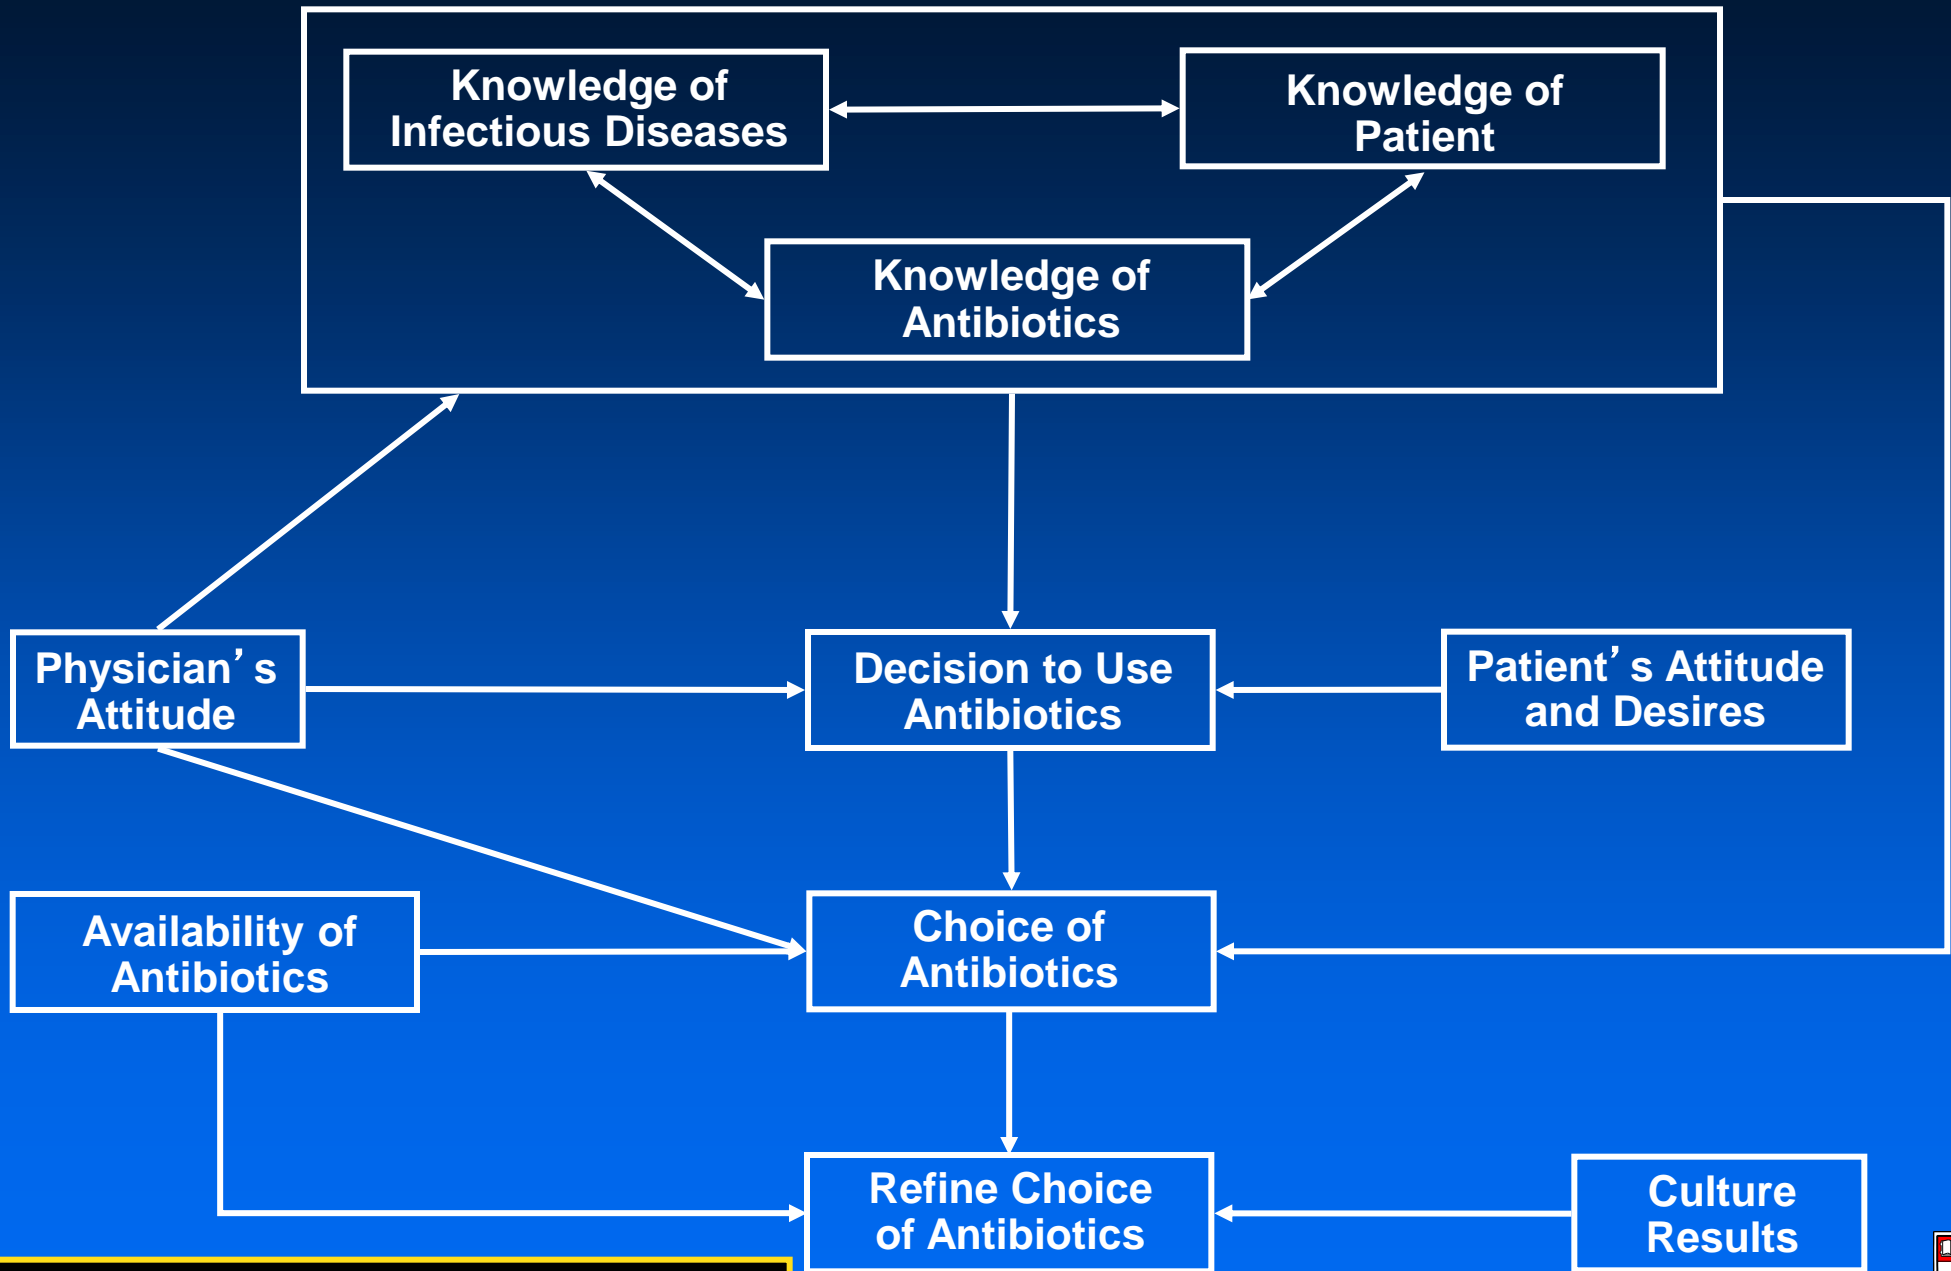 Knowledge of
Infectious Diseases
Knowledge of
Patient
Knowledge of
Antibiotics
Physician's
Attitude
Decision to Use
Antibiotics
Patient's Attitude
and Desires
Availability of
Antibiotics
Choice of
Antibiotics
Refine Choice
of Antibiotics
Culture
Results